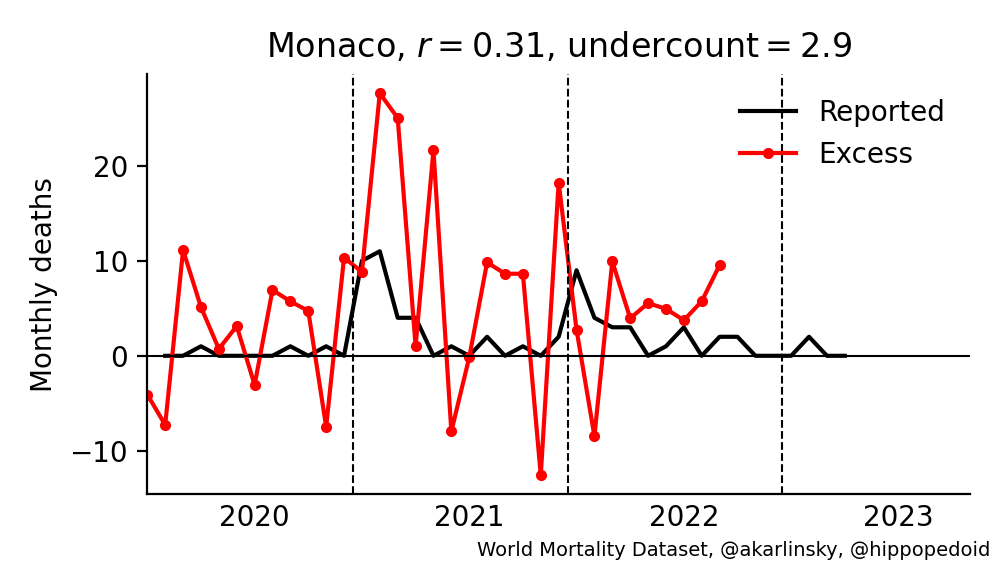 Monaco, r = 0.31, undercount = 2.9
Reported
Excess
Monthly deaths
20
10
0
−10
2020
2021
2022
2023
World Mortality Dataset, @akarlinsky, @hippopedoid